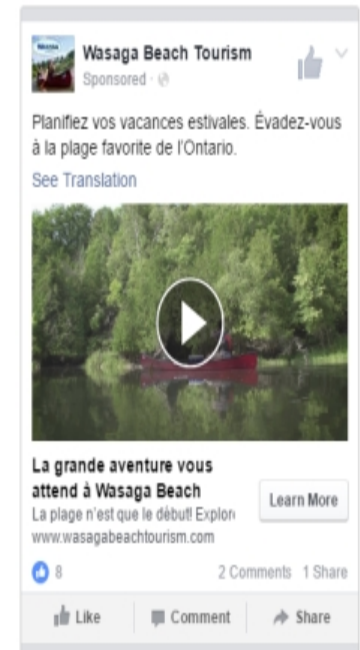 Wasaga Beach Tourism
Sponsored ·
Planifiez vos vacances estivales. Évadez-vous
à la plage favorite de l'Ontario.
See Translation
La grande aventure vous
attend à Wasaga Beach
Learn More
La plage n'est que le dèbut! Explor
www.wasagabeachtourism.com
8
2 Comments 1 Share
Like Comment Share